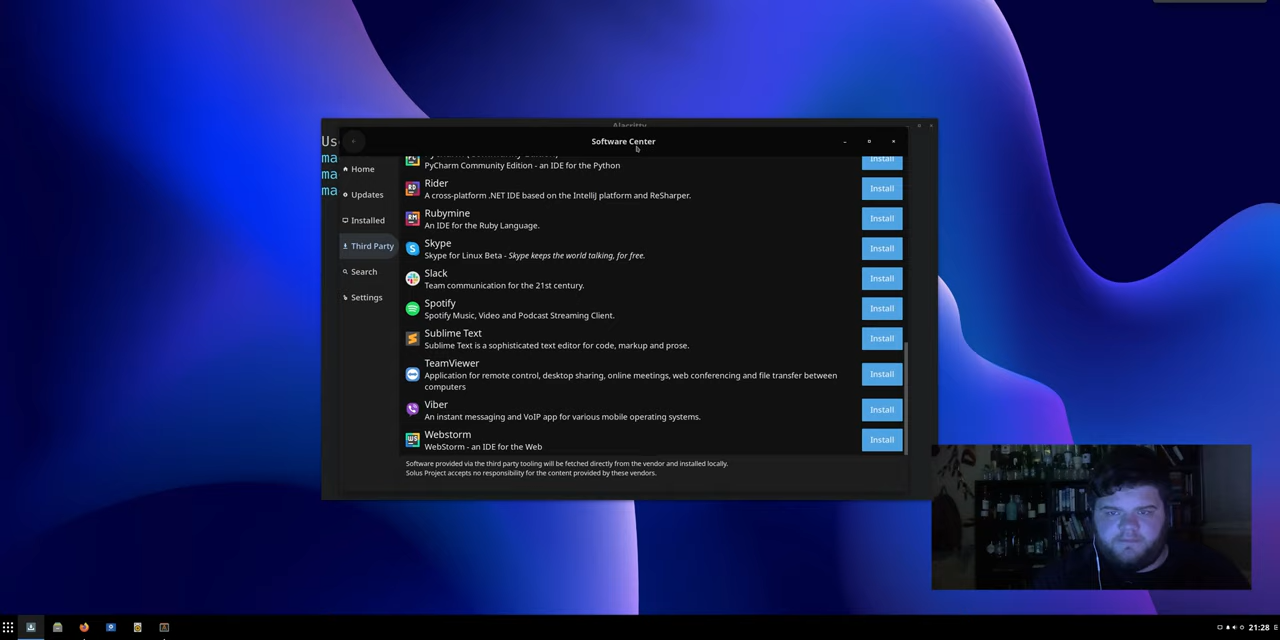 Alacritty
Us
ma
ma
ma
Software Center
Home
Updates
Installed
Third Party
Search
Settings
PyCharm Community Edition - an IDE for the Python
Install
Rider
A cross-platform .NET IDE based on the IntelliJ platform and ReSharper.
Install
Rubymine
An IDE for the Ruby Language.
Install
Skype
Skype for Linux Beta - Skype keeps the world talking, for free.
Install
Slack
Team communication for the 21st century.
Install
Spotify
Spotify Music, Video and Podcast Streaming Client.
Install
Sublime Text
Sublime Text is a sophisticated text editor for code, markup and prose.
Install
TeamViewer
Application for remote control, desktop sharing, online meetings, web conferencing and file transfer between
computers
Install
Viber
An instant messaging and VoIP app for various mobile operating systems.
Install
Webstorm
WebStorm - an IDE for the Web
Install
Software provided via the third party tooling will be fetched directly from the vendor and installed locally.
Solus Project accepts no responsibility for the content provided by these vendors.
21:28